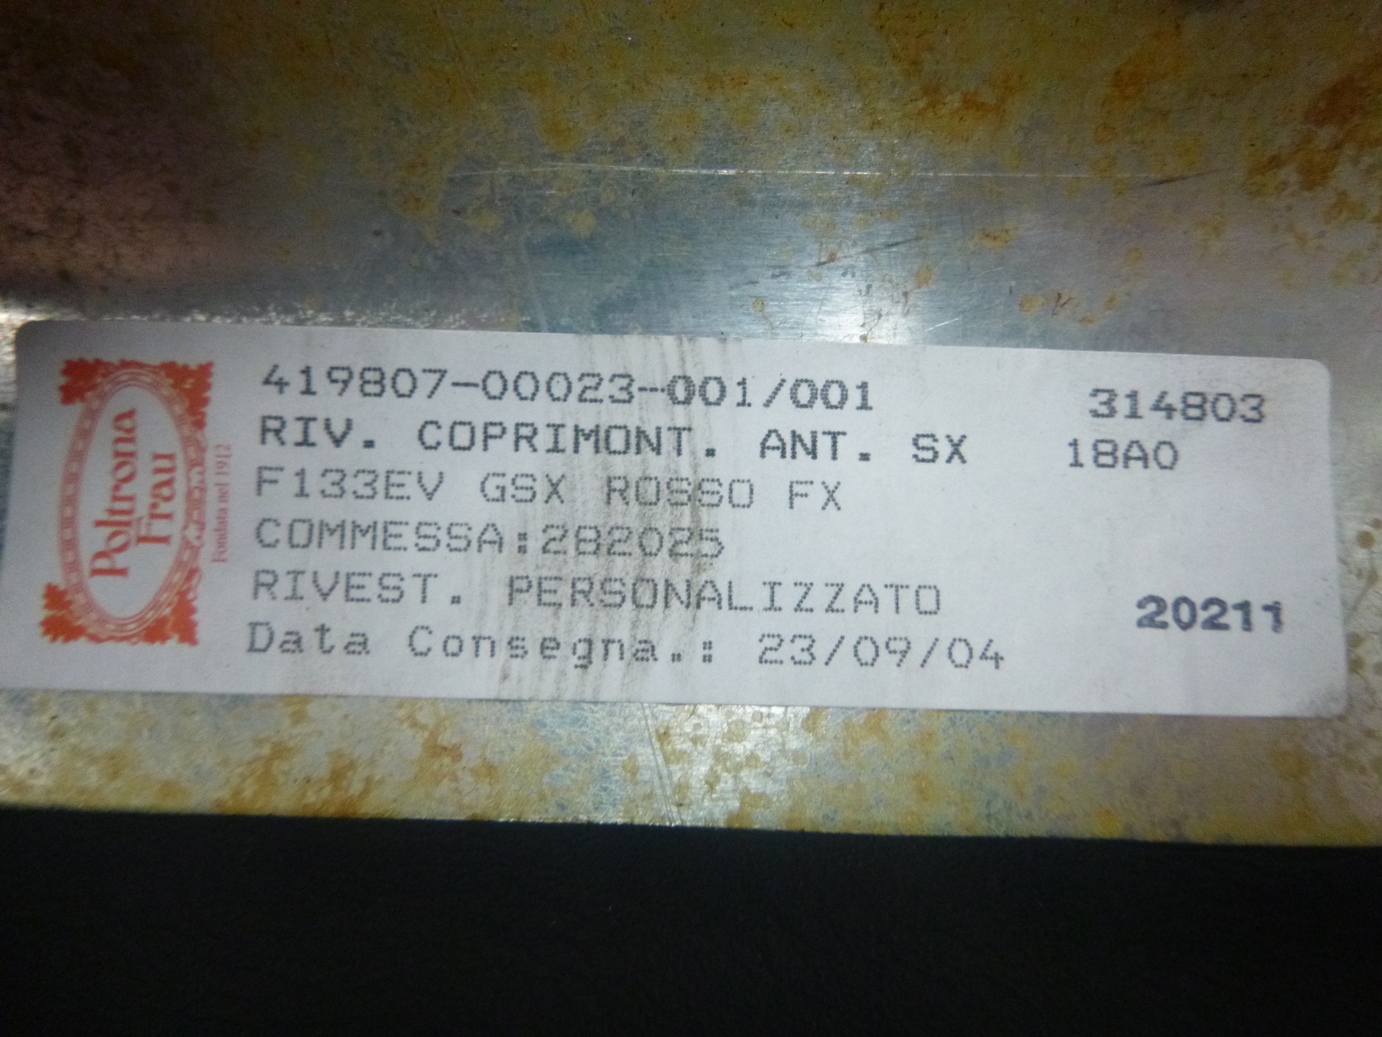 Poltrona
Frau
Fondata nel 1912
419807-00023-001/001 314803
RIV. COPRIMONT. ANT. SX 18A0
F133EV GSX ROSSO FX
COMMESSA:282025
RIVEST. PERSONALIZZATO 20211
Data Consegna.: 23/09/04